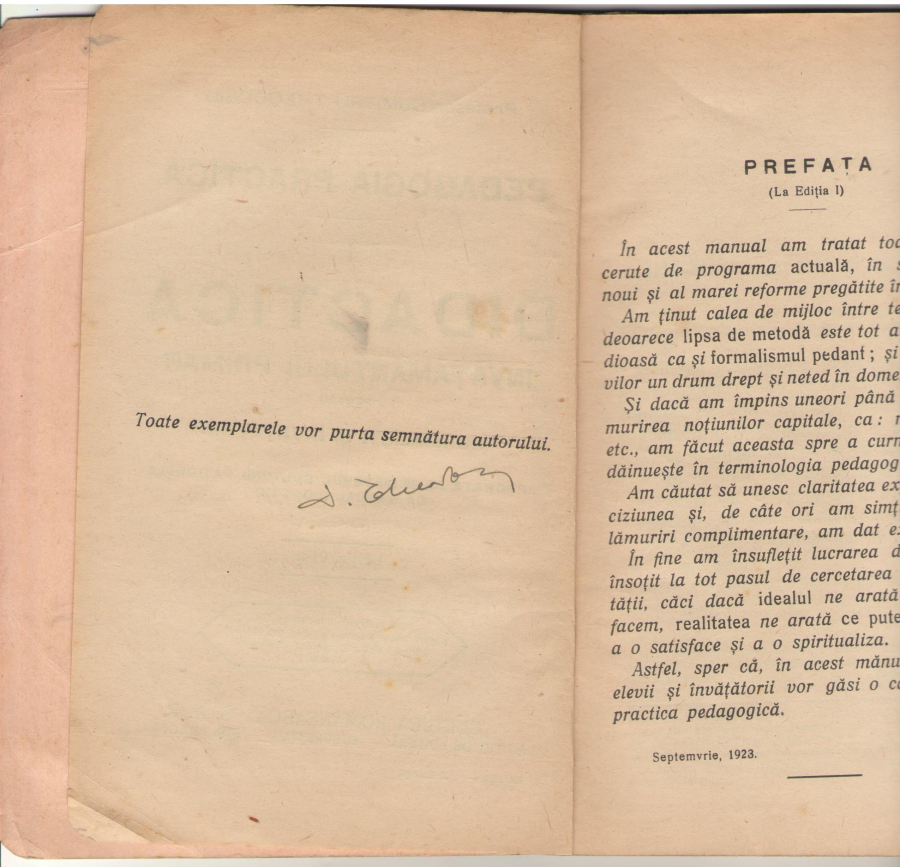 Toate exemplarele vor purta semnătura autorului.
PREFAȚA
(La Ediția I)
În acest manual am tratat
cerute de programa actuală, în
noui și al marei reforme pregătite
Am ținut calea de mijloc între
deoarece lipsa de metodă este tot
dioasă ca și formalismul pedant; și
vilor un drum drept și neted în
Și dacă am împins uneori până
murirea noțiunilor capitale, ca:
etc., am făcut aceasta spre a
dăinuește în terminologia
Am căutat să unesc claritatea
ciziunea și, de câte ori am
lămuriri complimentare, am dat
În fine am însuflețit lucrarea
însoțit la tot pasul de cercetarea
tății, căci dacă idealul ne arată
facem, realitatea ne arată ce
a o satisface și a o spiritualiza.
Astfel, sper că, în acest
elevii și învățătorii vor găsi o
practica pedagogică.
Septemvrie, 1923.